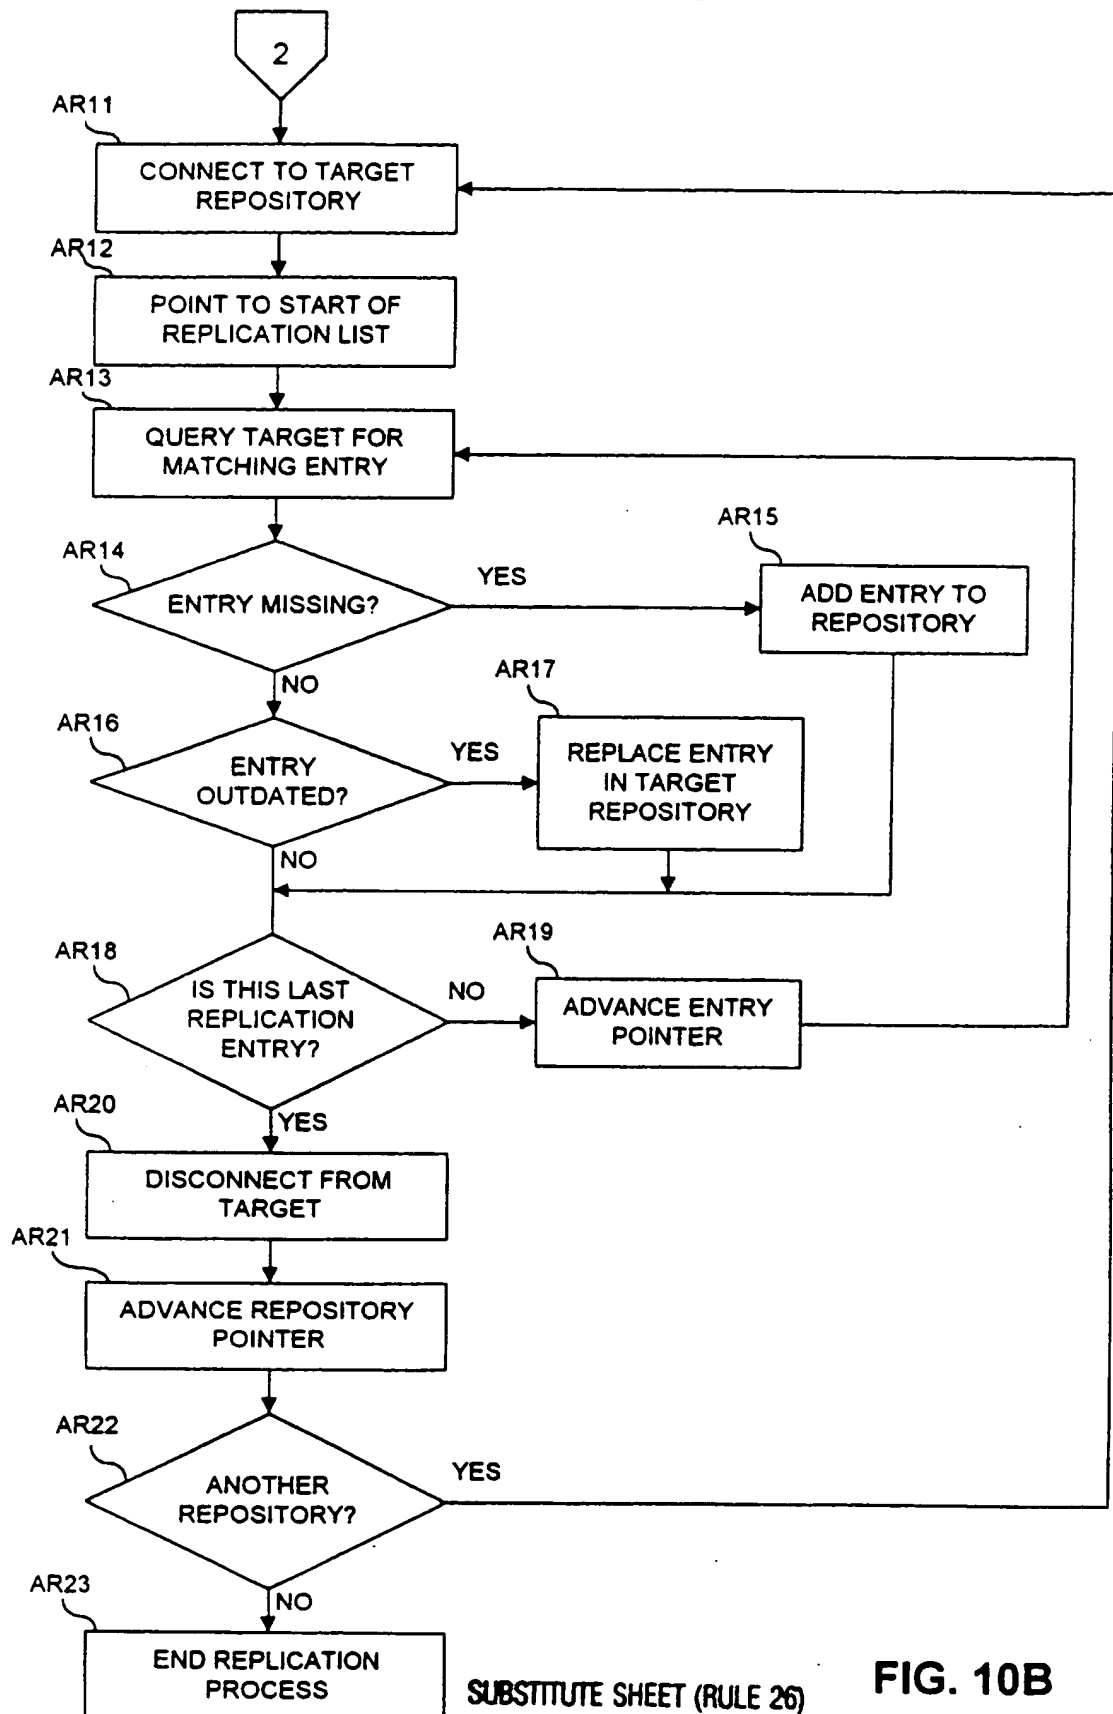 2
AR11
CONNECT TO TARGET
REPOSITORY
AR12
POINT TO START OF
REPLICATION LIST
AR13
QUERY TARGET FOR
MATCHING ENTRY
AR14
ENTRY MISSING?
YES
AR15
ADD ENTRY TO
REPOSITORY
NO
AR16
ENTRY
OUTDATED?
YES
AR17
REPLACE ENTRY
IN TARGET
REPOSITORY
NO
AR18
IS THIS LAST
REPLICATION
ENTRY?
NO
AR19
ADVANCE ENTRY
POINTER
YES
AR20
DISCONNECT FROM
TARGET
AR21
ADVANCE REPOSITORY
POINTER
AR22
ANOTHER
REPOSITORY?
YES
NO
AR23
END REPLICATION
PROCESS
SUBSTITUTE SHEET (RULE 26)
FIG. 10B